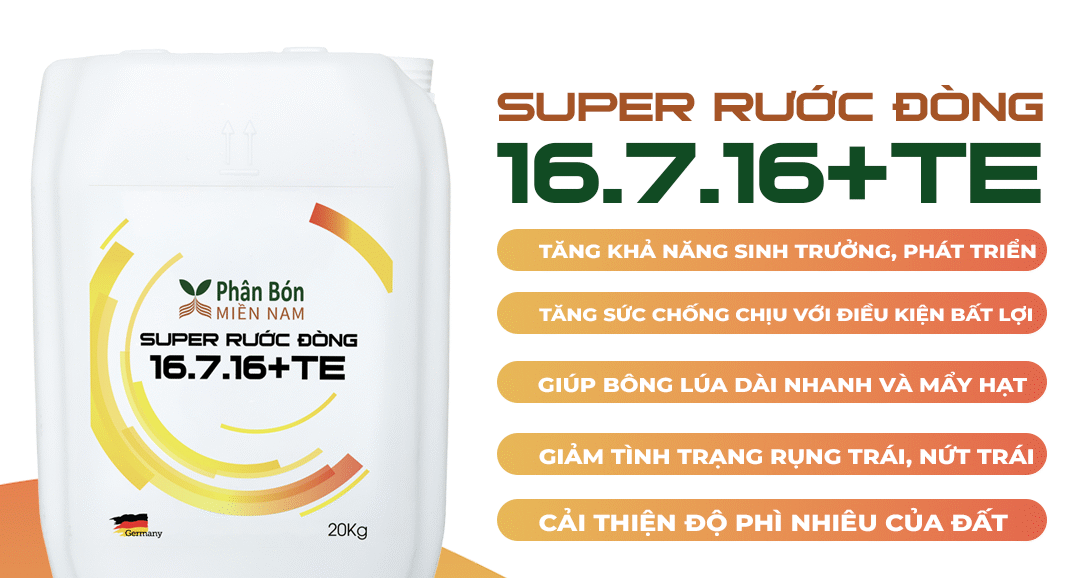 SUPER RƯỚC ĐÒNG
16.7.16+TE
TĂNG KHẢ NĂNG SINH TRƯỞNG, PHÁT TRIỂN
TĂNG SỨC CHỐNG CHỊU VỚI ĐIỀU KIỆN BẤT LỢI
GIÚP BÔNG LÚA DÀI NHANH VÀ MẨY HẠT
GIẢM TÌNH TRẠNG RỤNG TRÁI, NỨT TRÁI
CẢI THIỆN ĐỘ PHÌ NHIÊU CỦA ĐẤT
Phân Bón
MIỀN NAM
SUPER RƯỚC ĐÒNG
16.7.16+TE
Germany
20Kg